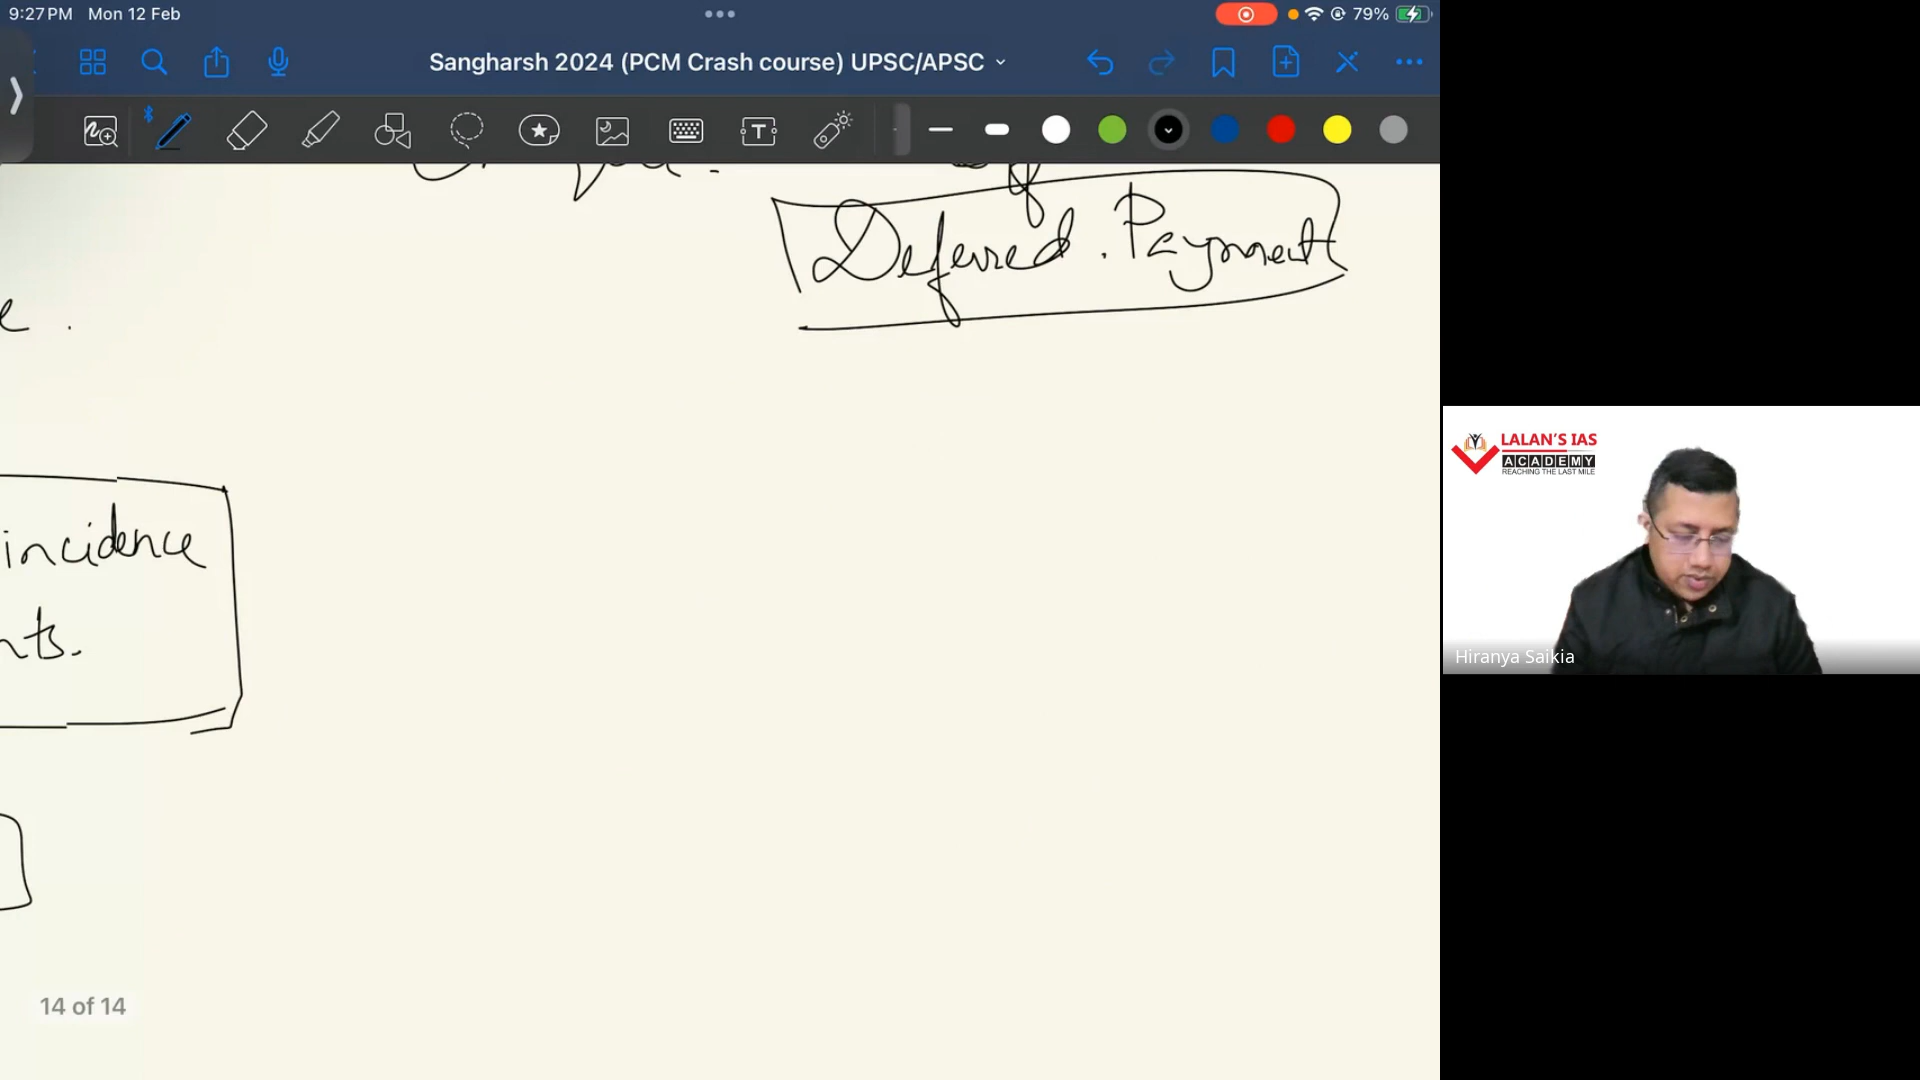 9:27 PM Mon 12 Feb
79%
Sangharsh 2024 (PCM Crash course) UPSC/APSC
T
Deferred. Payment
incidence
nts.
14 of 14
LALAN'S IAS
ACADEMY
REACHING THE LAST MILE
Hiranya Saikia